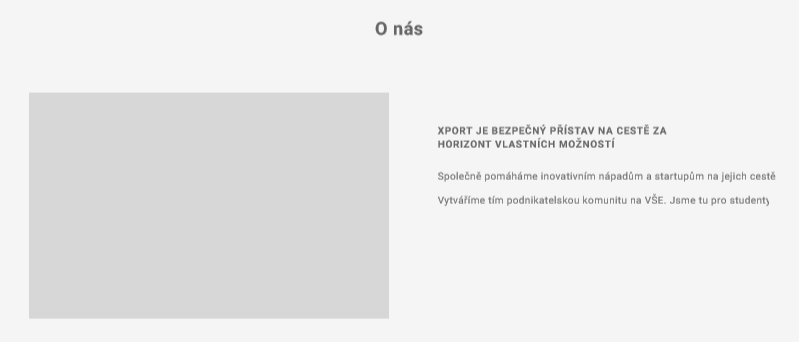 O nás
XPORT JE BEZPEČNÝ PŘÍSTAV NA CESTĚ ZA
HORIZONT VLASTNÍCH MOŽNOSTÍ
Společně pomáháme inovativním nápadům a startupům na jejich cestě
Vytváříme tím podnikatelskou komunitu na VŠE. Jsme tu pro studenty